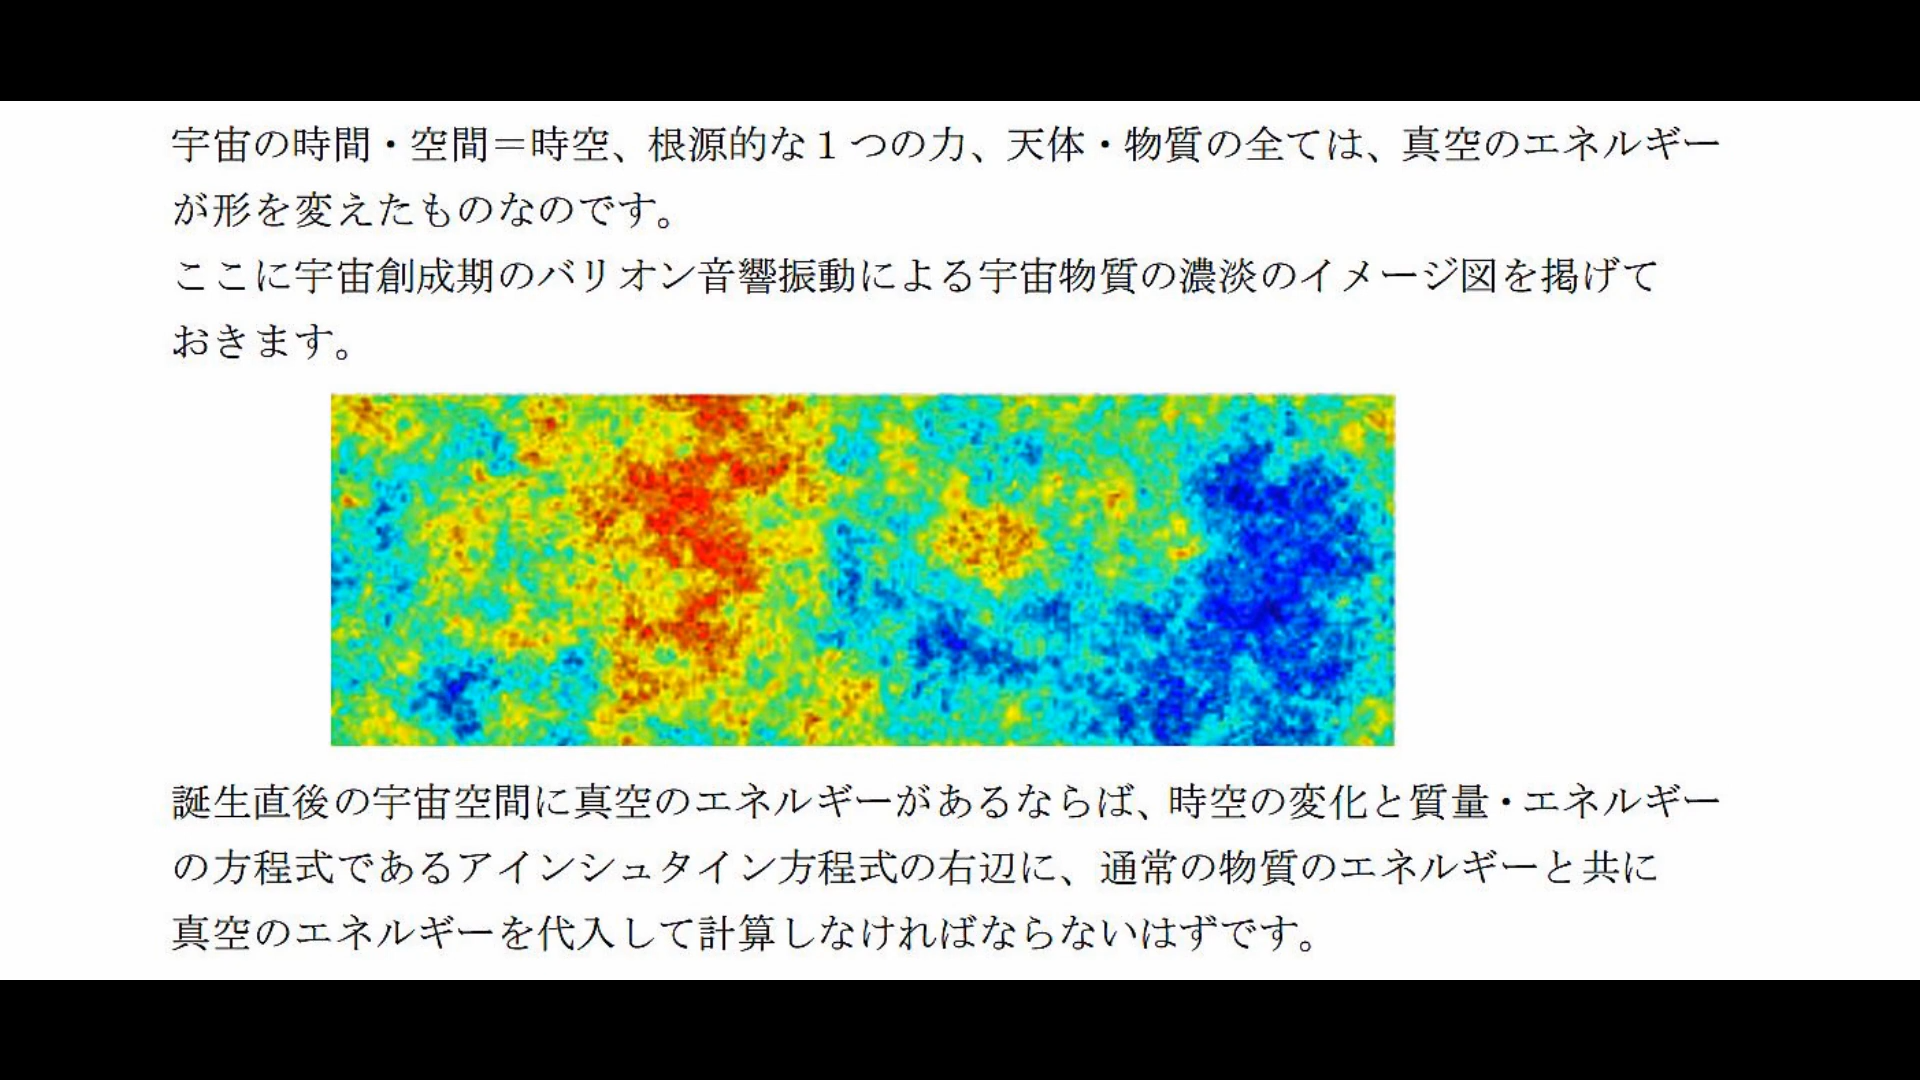 宇宙の時間・空間＝時空、根源的な１つの力、天体・物質の全ては、真空のエネルギー
が形を変えたものなのです。
ここに宇宙創成期のバリオン音響振動による宇宙物質の濃淡のイメージ図を掲げて
おきます。
誕生直後の宇宙空間に真空のエネルギーがあるならば、時空の変化と質量・エネルギー
の方程式であるアインシュタイン方程式の右辺に、通常の物質のエネルギーと共に
真空のエネルギーを代入して計算しなければならないはずです。